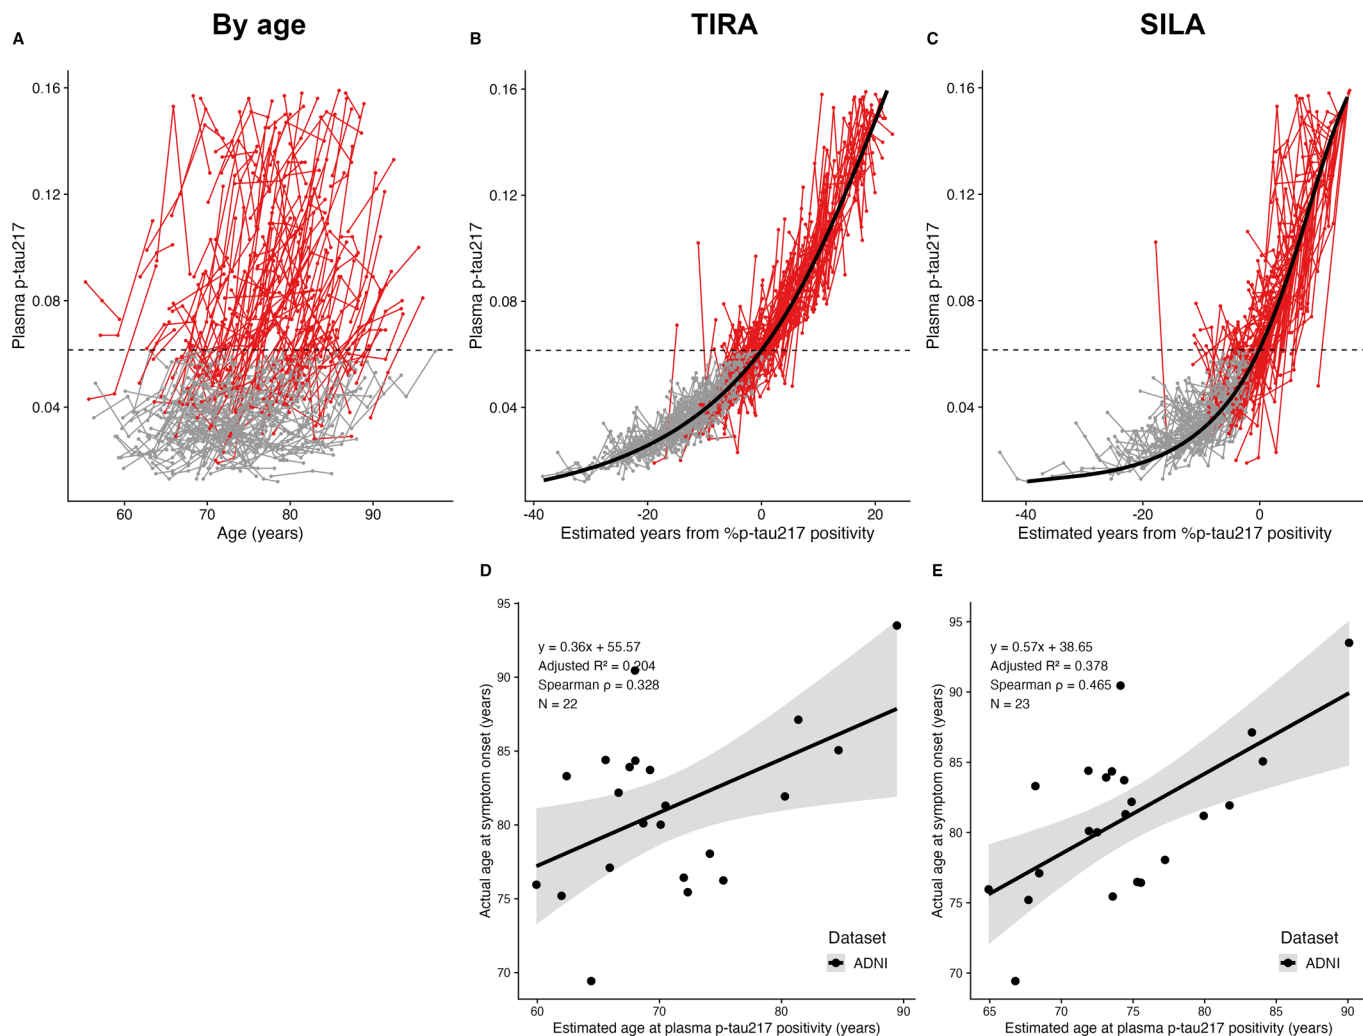 By age
TIRA
SILA
A
B
C
Plasma p-tau217
0.16
0.12
0.08
0.04
60
70
80
90
Age (years)
Plasma p-tau217
0.16
0.12
0.08
0.04
-40
-20
0
20
Estimated years from %p-tau217 positivity
Plasma p-tau217
0.16
0.12
0.08
0.04
-40
-20
0
Estimated years from %p-tau217 positivity
D
Actual age at symptom onset (years)
95
90
85
80
75
70
y = 0.36x + 55.57
Adjusted R² = 0.204
Spearman ρ = 0.328
N = 22
Dataset
ADNI
60
70
80
90
Estimated age at plasma p-tau217 positivity (years)
E
Actual age at symptom onset (years)
95
90
85
80
75
70
y = 0.57x + 38.65
Adjusted R² = 0.378
Spearman ρ = 0.465
N = 23
Dataset
ADNI
65
70
75
80
85
90
Estimated age at plasma p-tau217 positivity (years)